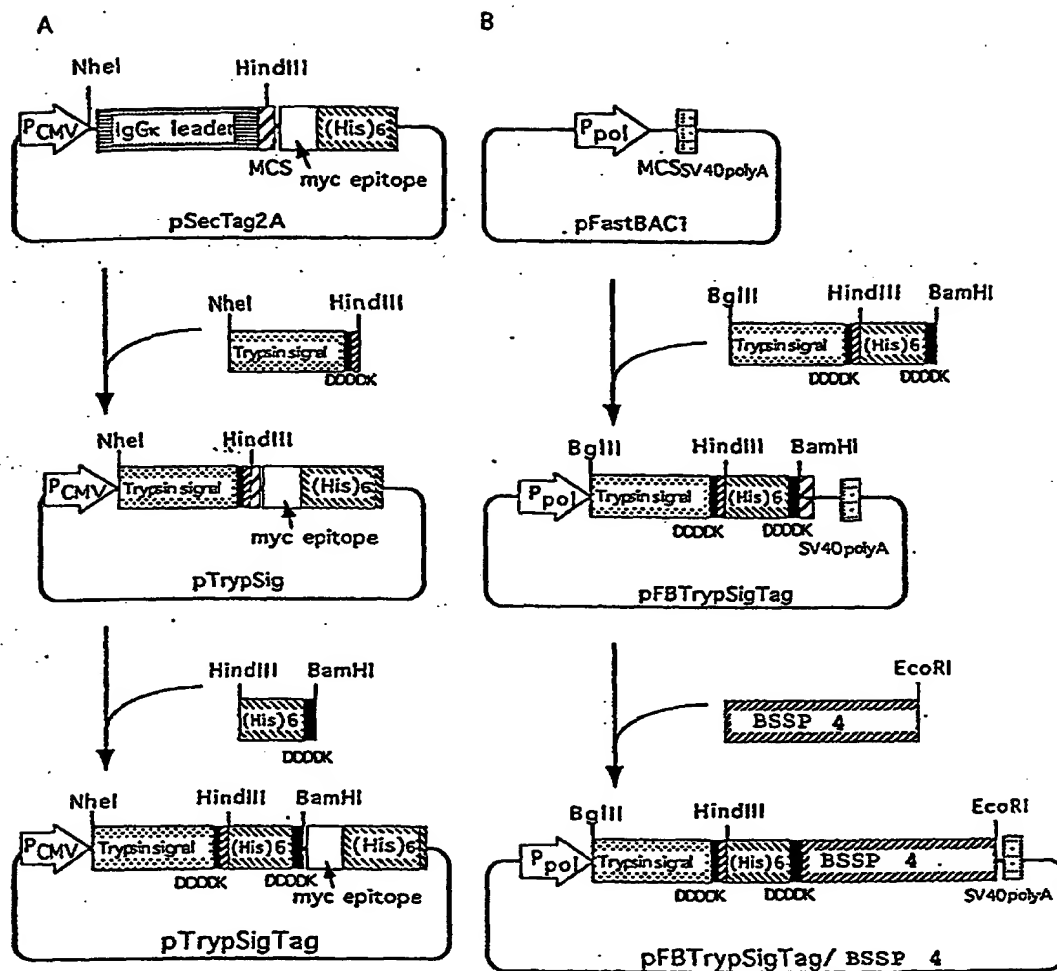 A
NheI HindIII
PCMV IgGκ leader (His)6
MCS myc epitope
pSecTag2A
NheI HindIII
Trypsin signal
DDDDK
NheI HindIII
PCMV Trypsin signal (His)6
myc epitope
pTrypSig
HindIII BamHI
(His)6
DDDDK
NheI HindIII BamHI
PCMV Trypsin signal (His)6 (His)6
DDDDK DDDDK
myc epitope
pTrypSigTag
B
Ppol
MCS SV40polyA
pFastBAC1
BglII HindIII BamHI
Trypsin signal (His)6
DDDDK DDDDK
BglII HindIII BamHI
Ppol Trypsin signal (His)6
DDDDK DDDDK
SV40polyA
pFBTrypSigTag
EcoRI
BSSP 4
BglII HindIII EcoRI
Ppol Trypsin signal (His)6 BSSP 4
DDDDK DDDDK
SV40polyA
pFBTrypSigTag/ BSSP 4